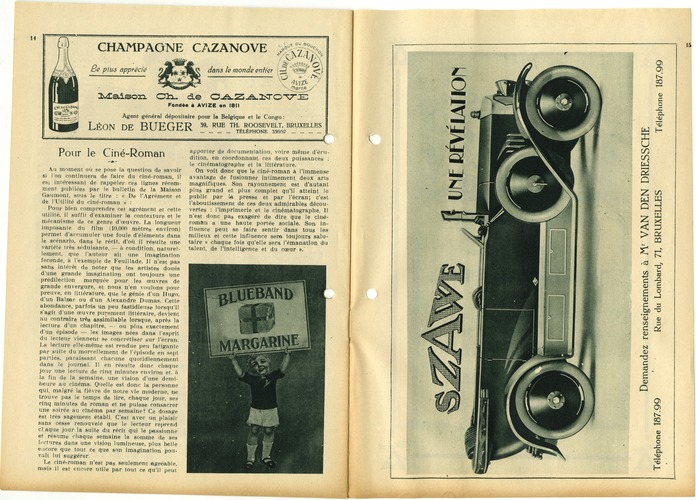 14
CHAMPAGNE CAZANOVE
Le plus apprécié dans le monde entier
Maison Ch. de CAZANOVE
Fondée à AVIZE en 1811
Agent général dépositaire pour la Belgique et le Congo:
LÉON DE BUEGER 39, RUE TH. ROOSEVELT, BRUXELLES
TÉLÉPHONE
MARQUE DU BOUCHON
CH. DE CAZANOVE
AVIZE
Pour le Ciné-Roman
Au moment où se pose la question de savoir
si l'on continuera de faire du ciné-roman, il
est intéressant de rappeler ces lignes récem-
ment publiées par le bulletin de la Maison
Gaumont, sous le titre : « De l'Agrément et
de l'Utilité du ciné-roman. »
Pour bien comprendre cet agrément et cette
utilité, il suffit d'examiner la contexture et le
mécanisme de ce genre d'œuvre. La longueur
imposante du film (10,000 mètres environ)
permet d'accumuler une foule d'éléments dans
le scénario, dans le récit, d'où il résulte une
variété très séduisante, — à condition, naturel-
lement, que l'auteur ait une imagination
féconde, à l'exemple de Feuillade. Il n'est pas
sans intérêt de noter que les artistes doués
d'une grande imagination ont toujours une
prédilection marquée pour les œuvres de
grande envergure, et nous n'en voulons pour
preuve, en littérature, que le génie d'un Hugo,
d'un Balzac ou d'un Alexandre Dumas. Cette
abondance, parfois un peu fastidieuse lorsqu'il
s'agit d'une œuvre purement littéraire, devient
au contraire très assimilable lorsque, après la
lecture d'un chapitre, — ou plus exactement
d'un épisode — les images nées dans l'esprit
du lecteur viennent se concrétiser sur l'écran.
La lecture elle-même est rendue peu fatigante
par suite du morcellement de l'épisode en sept
parties, paraissant chacune quotidiennement
dans le journal. Il en résulte donc chaque
jour une lecture de cinq minutes environ et, à
la fin de la semaine, une vision d'une demi-
heure au cinéma. Quelle est donc la personne
qui, malgré la fièvre de notre vie moderne, ne
trouve pas le temps de lire, chaque jour, ses
cinq minutes de roman et ne puisse consacrer
une soirée au cinéma par semaine? Ce dosage
est très sagement établi. C'est avec un plaisir
sans cesse renouvelé que le lecteur reprend
chaque jour la suite du récit qui le passionne
et résume chaque semaine la somme de ses
lectures dans une vision lumineuse, plus belle
encore que tout ce que son imagination pou-
vait lui suggérer.
Le ciné-roman n'est pas seulement agréable,
mais il est encore utile par tout ce qu'il peut
apporter de documentation, voire même d'éru-
dition, en coordonnant ces deux puissances :
le cinématographe et la littérature.
On voit donc que le ciné-roman a l'immense
avantage de fusionner intimement deux arts
magnifiques. Son rayonnement est d'autant
plus grand et plus complet qu'il atteint le
public par la presse et par l'écran; c'est
l'aboutissement de ces deux admirables décou-
vertes : l'imprimerie et le cinématographe. Il
n'est donc pas exagéré de dire que le ciné-
roman a une haute portée sociale. Son in-
fluence peut se faire sentir dans tous les
milieux et cette influence sera toujours salu-
taire « chaque fois qu'elle sera l'émanation du
talent, de l'intelligence et du cœur ».
BLUEBAND
MARGARINE
15
SZAWE
UNE RÉVÉLATION
Demandez renseignements à Mr VAN DEN DRIESSCHE
Téléphone 187.99 Rue du Lombard 71, BRUXELLES Téléphone 187.99